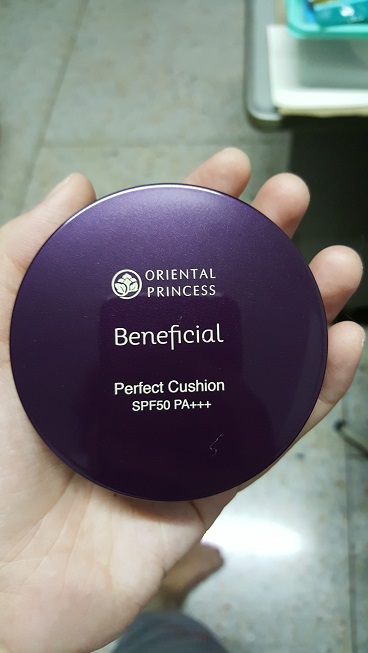 ORIENTAL
PRINCESS
Beneficial
Perfect Cushion
SPF50 PA+++